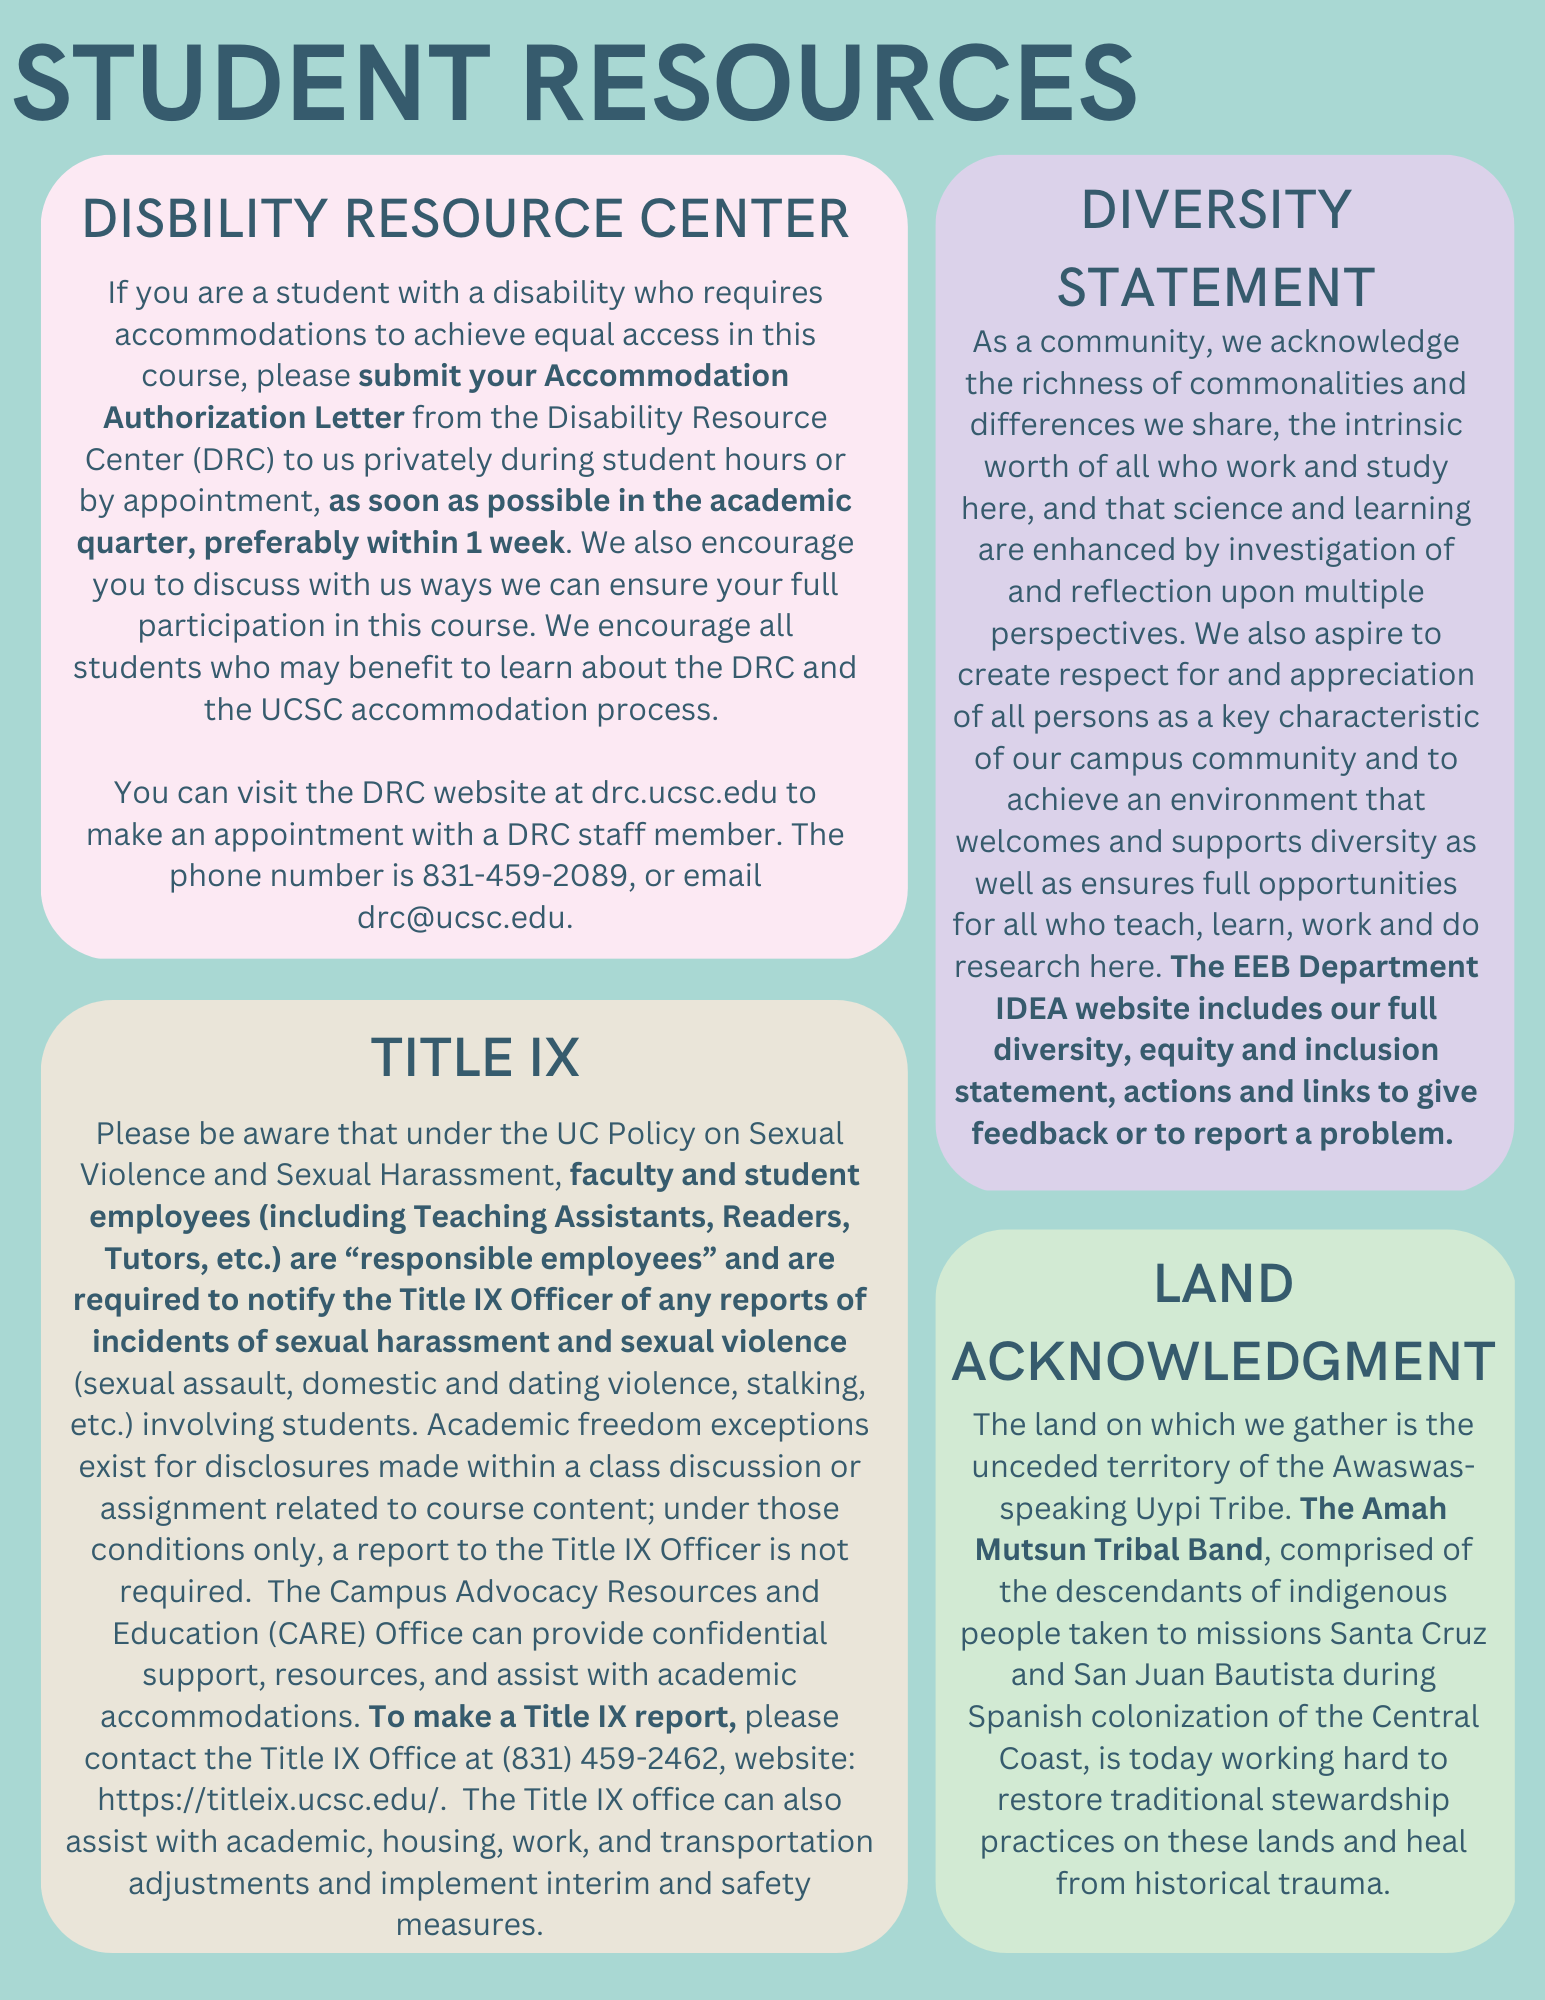 STUDENT RESOURCES
DISBILITY RESOURCE CENTER
If you are a student with a disability who requires
accommodations to achieve equal access in this
course, please submit your Accommodation
Authorization Letter from the Disability Resource
Center (DRC) to us privately during student hours or
by appointment, as soon as possible in the academic
quarter, preferably within 1 week. We also encourage
you to discuss with us ways we can ensure your full
participation in this course. We encourage all
students who may benefit to learn about the DRC and
the UCSC accommodation process.
You can visit the DRC website at drc.ucsc.edu to
make an appointment with a DRC staff member. The
phone number is 831-459-2089, or email
drc@ucsc.edu.
TITLE IX
Please be aware that under the UC Policy on Sexual
Violence and Sexual Harassment, faculty and student
employees (including Teaching Assistants, Readers,
Tutors, etc.) are “responsible employees” and are
required to notify the Title IX Officer of any reports of
incidents of sexual harassment and sexual violence
(sexual assault, domestic and dating violence, stalking,
etc.) involving students. Academic freedom exceptions
exist for disclosures made within a class discussion or
assignment related to course content; under those
conditions only, a report to the Title IX Officer is not
required.  The Campus Advocacy Resources and
Education (CARE) Office can provide confidential
support, resources, and assist with academic
accommodations. To make a Title IX report, please
contact the Title IX Office at (831) 459-2462, website:
https://titleix.ucsc.edu/.  The Title IX office can also
assist with academic, housing, work, and transportation
adjustments and implement interim and safety
measures.
DIVERSITY
STATEMENT
As a community, we acknowledge
the richness of commonalities and
differences we share, the intrinsic
worth of all who work and study
here, and that science and learning
are enhanced by investigation of
and reflection upon multiple
perspectives. We also aspire to
create respect for and appreciation
of all persons as a key characteristic
of our campus community and to
achieve an environment that
welcomes and supports diversity as
well as ensures full opportunities
for all who teach, learn, work and do
research here. The EEB Department
IDEA website includes our full
diversity, equity and inclusion
statement, actions and links to give
feedback or to report a problem.
LAND
ACKNOWLEDGMENT
The land on which we gather is the
unceded territory of the Awaswas-
speaking Uypi Tribe. The Amah
Mutsun Tribal Band, comprised of
the descendants of indigenous
people taken to missions Santa Cruz
and San Juan Bautista during
Spanish colonization of the Central
Coast, is today working hard to
restore traditional stewardship
practices on these lands and heal
from historical trauma.